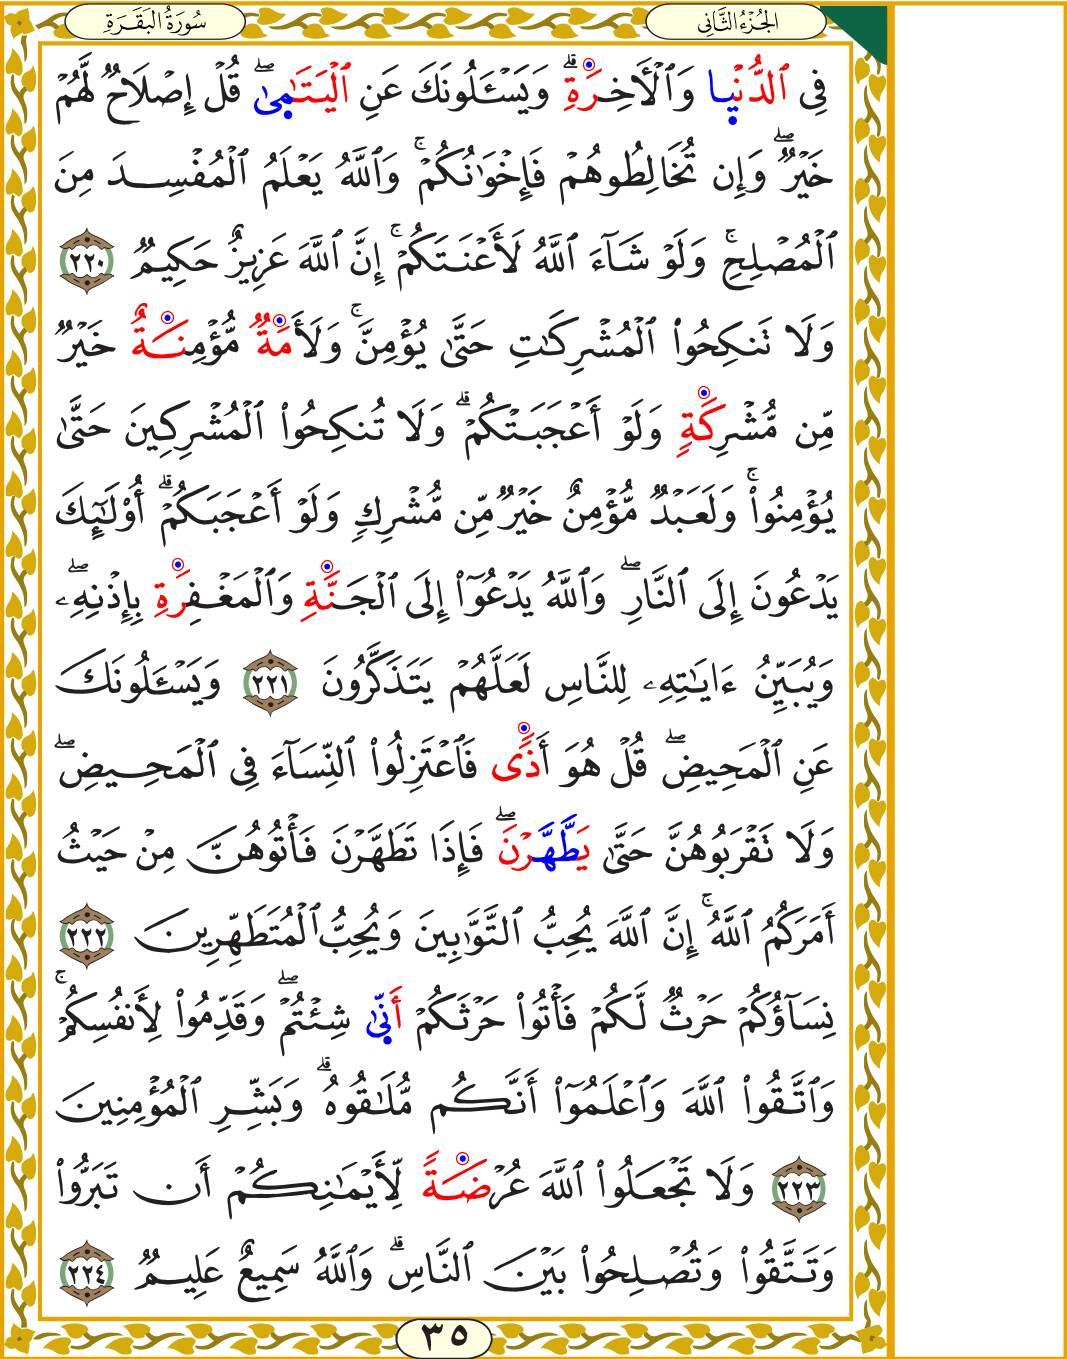 الجُزْءُ الثَّانِي
سُورَةُ البَقَرَةِ
فِي ٱلدُّنۡيَا وَٱلۡأٓخِرَةِۗ وَيَسۡـَٔلُونَكَ عَنِ ٱلۡيَتَٰمَىٰۖ قُلۡ إِصۡلَاحٞ لَّهُمۡ
خَيۡرٞۖ وَإِن تُخَالِطُوهُمۡ فَإِخۡوَٰنُكُمۡۚ وَٱللَّهُ يَعۡلَمُ ٱلۡمُفۡسِدَ مِنَ
ٱلۡمُصۡلِحِۚ وَلَوۡ شَآءَ ٱللَّهُ لَأَعۡنَتَكُمۡۚ إِنَّ ٱللَّهَ عَزِيزٌ حَكِيمٞ ٢٢٠
وَلَا تَنكِحُواْ ٱلۡمُشۡرِكَٰتِ حَتَّىٰ يُؤۡمِنَّۚ وَلَأَمَةٞ مُّؤۡمِنَةٌ خَيۡرٞ
مِّن مُّشۡرِكَةٖ وَلَوۡ أَعۡجَبَتۡكُمۡۗ وَلَا تُنكِحُواْ ٱلۡمُشۡرِكِينَ حَتَّىٰ
يُؤۡمِنُواْۚ وَلَعَبۡدٞ مُّؤۡمِنٌ خَيۡرٞ مِّن مُّشۡرِكٖ وَلَوۡ أَعۡجَبَكُمۡۗ أُوْلَٰٓئِكَ
يَدۡعُونَ إِلَى ٱلنَّارِۖ وَٱللَّهُ يَدۡعُوٓاْ إِلَى ٱلۡجَنَّةِ وَٱلۡمَغۡفِرَةِ بِإِذۡنِهِۦۖ
وَيُبَيِّنُ ءَايَٰتِهِۦ لِلنَّاسِ لَعَلَّهُمۡ يَتَذَكَّرُونَ ٢٢١ وَيَسۡـَٔلُونَكَ
عَنِ ٱلۡمَحِيضِۖ قُلۡ هُوَ أَذٗى فَٱعۡتَزِلُواْ ٱلنِّسَآءَ فِي ٱلۡمَحِيضِۖ
وَلَا تَقۡرَبُوهُنَّ حَتَّىٰ يَطَّهَّرۡنَۖ فَإِذَا تَطَهَّرۡنَ فَأۡتُوهُنَّ مِنۡ حَيۡثُ
أَمَرَكُمُ ٱللَّهُۚ إِنَّ ٱللَّهَ يُحِبُّ ٱلتَّوَّٰبِينَ وَيُحِبُّ ٱلۡمُتَطَهِّرِينَ ٢٢٢
نِسَآؤُكُمۡ حَرۡثٞ لَّكُمۡ فَأۡتُواْ حَرۡثَكُمۡ أَنَّىٰ شِئۡتُمۡۖ وَقَدِّمُواْ لِأَنفُسِكُمۡۚ
وَٱتَّقُواْ ٱللَّهَ وَٱعۡلَمُوٓاْ أَنَّكُم مُّلَٰقُوهُۗ وَبَشِّرِ ٱلۡمُؤۡمِنِينَ
٢٢٣ وَلَا تَجۡعَلُواْ ٱللَّهَ عُرۡضَةٗ لِّأَيۡمَٰنِكُمۡ أَن تَبَرُّواْ
وَتَتَّقُواْ وَتُصۡلِحُواْ بَيۡنَ ٱلنَّاسِۗ وَٱللَّهُ سَمِيعٌ عَلِيمٞ ٢٢٤
٣٥